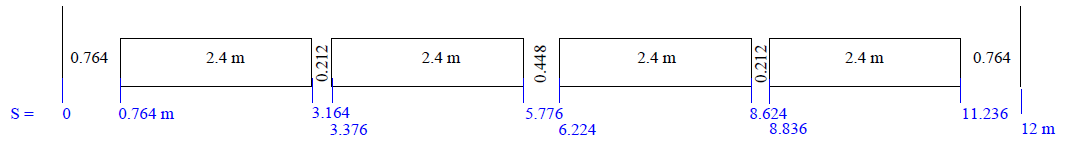 0.764 2.4 m 0.212 2.4 m 0.448 2.4 m 0.212 2.4 m 0.764
S = 0 0.764 m 3.164 5.776 8.624 11.236
3.376 6.224 8.836 12 m